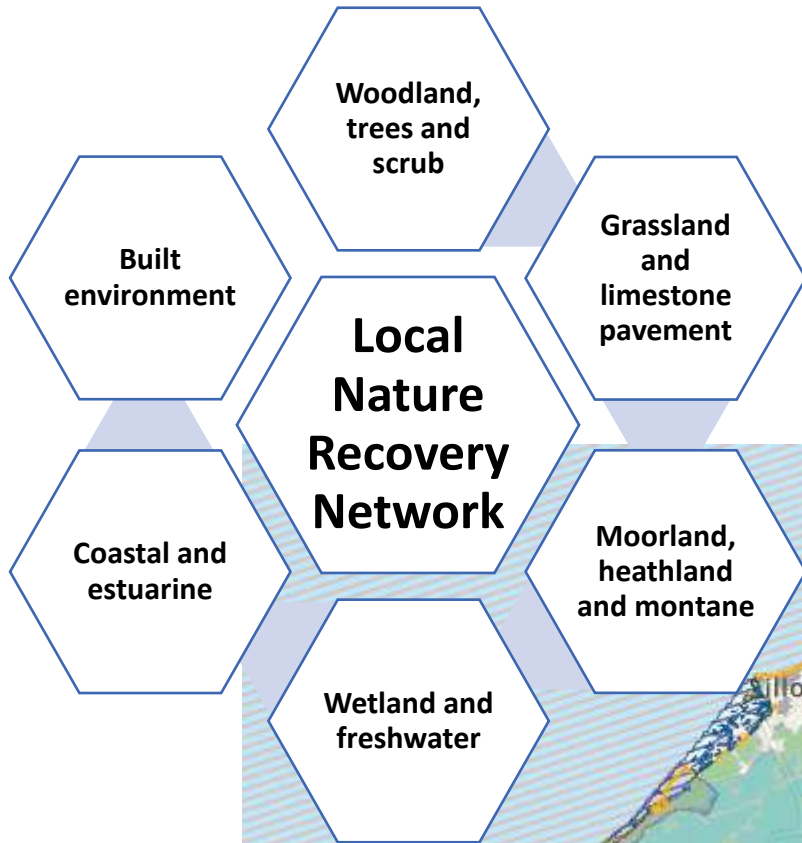 Woodland,
trees and
scrub
Grassland
and
limestone
pavement
Built
environment
Local
Nature
Recovery
Network
Moorland,
heathland
and montane
Coastal and
estuarine
Wetland and
freshwater